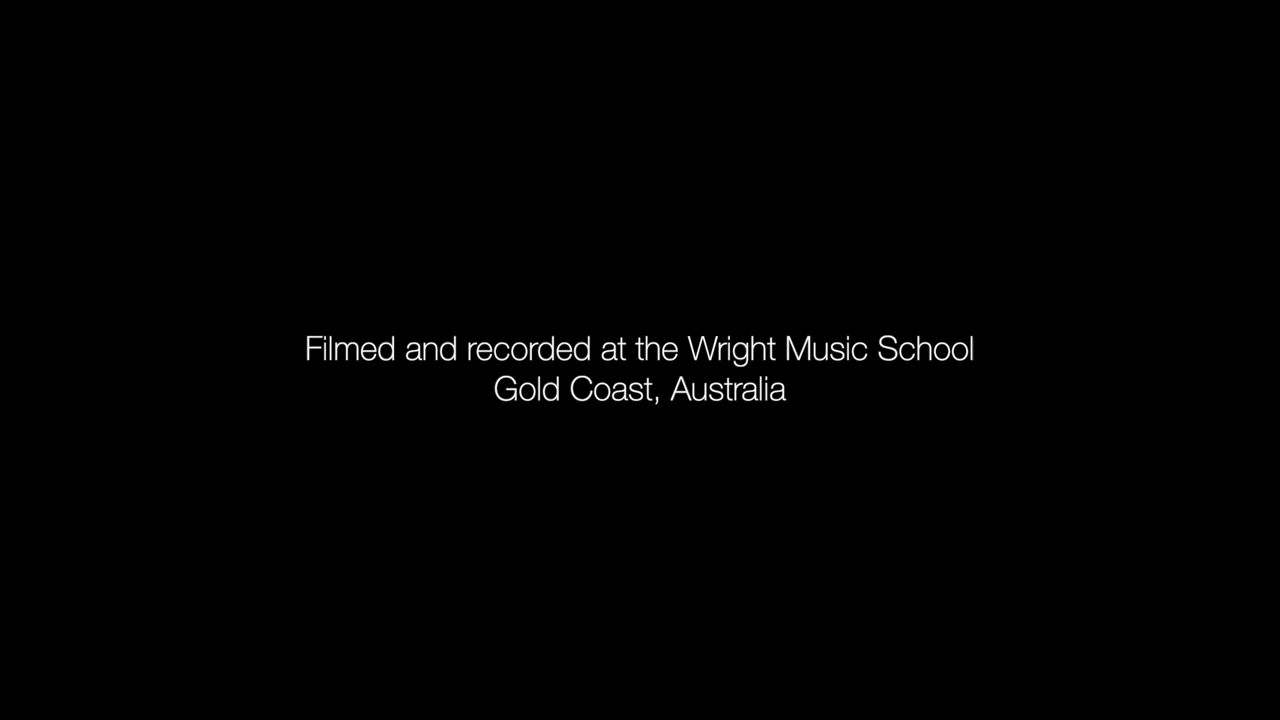 Filmed and recorded at the Wright Music School
Gold Coast, Australia